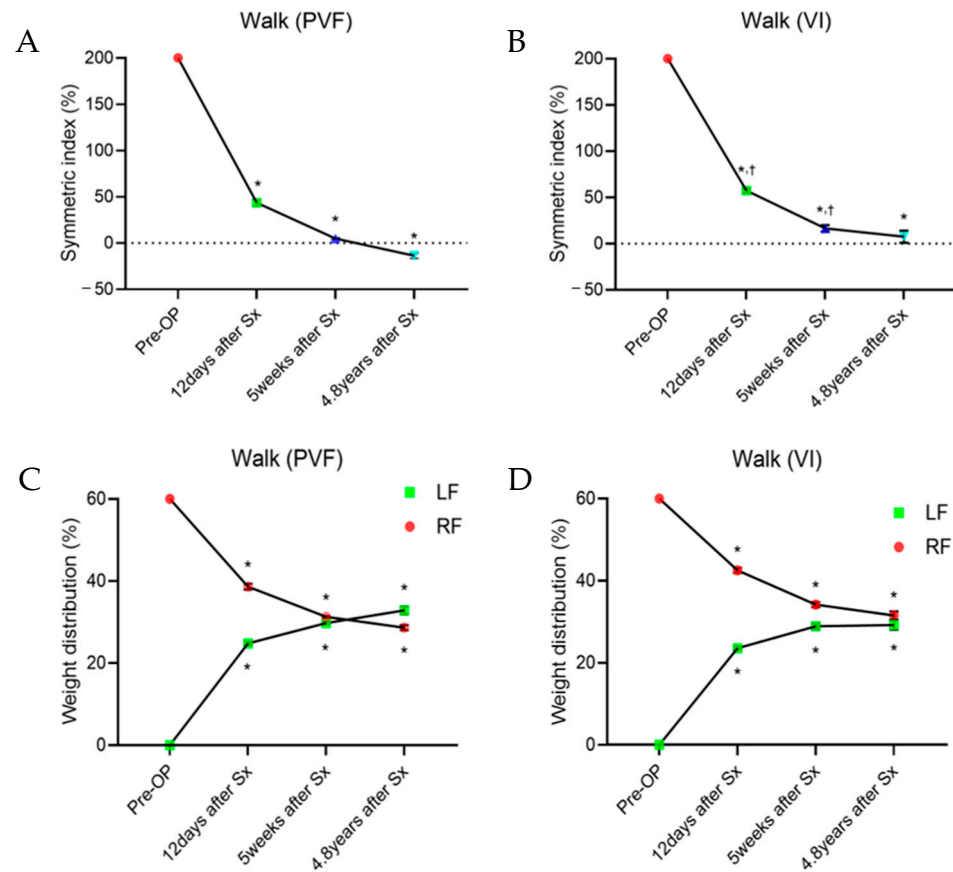 A
Walk (PVF)
Symmetric index (%)
200
150
100
50
0
−50
*
*
*
Pre-OP
12days after Sx
5weeks after Sx
4.8years after Sx
B
Walk (VI)
Symmetric index (%)
200
150
100
50
0
−50
*,†
*,†
*
Pre-OP
12days after Sx
5weeks after Sx
4.8years after Sx
C
Walk (PVF)
Weight distribution (%)
60
40
20
0
LF
RF
*
*
*
*
*
*
Pre-OP
12days after Sx
5weeks after Sx
4.8years after Sx
D
Walk (VI)
Weight distribution (%)
60
40
20
0
LF
RF
*
*
*
*
*
*
Pre-OP
12days after Sx
5weeks after Sx
4.8years after Sx